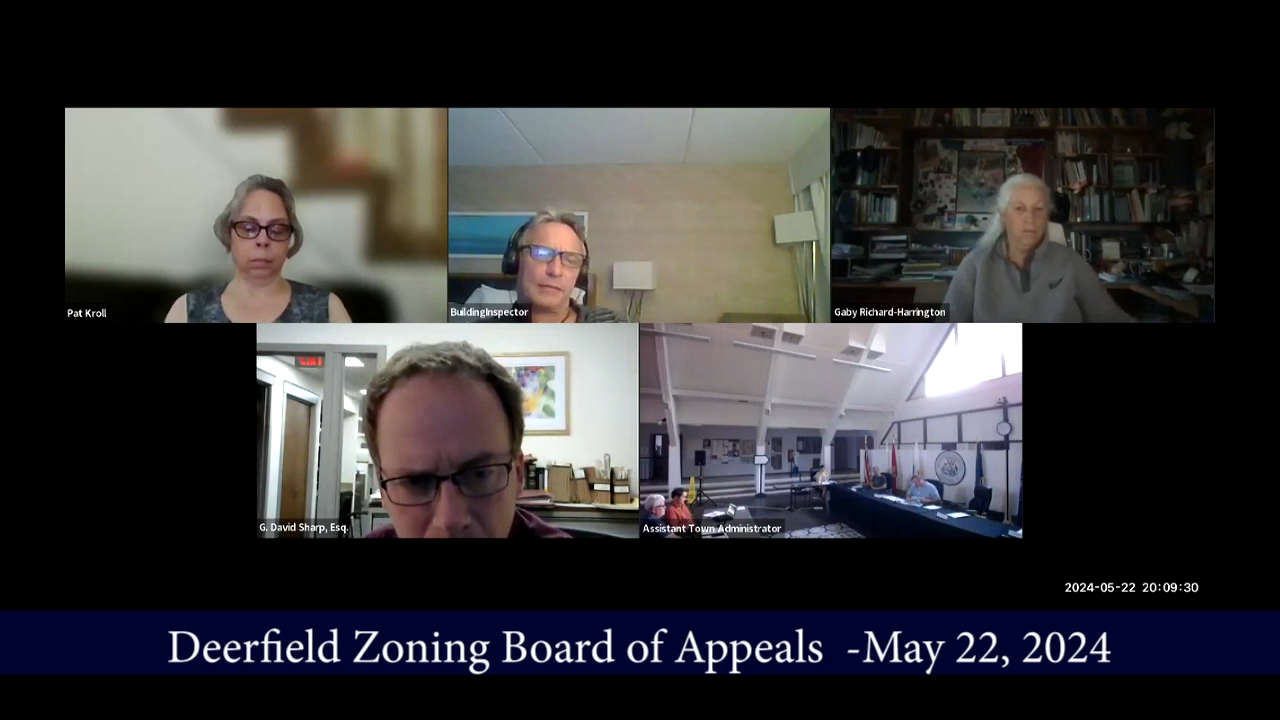 Pat Kroll
BuildingInspector
Gaby Richard-Harrington
EXIT
G. David Sharp, Esq.
Assistant Town Administrator
2024-05-22 20:09:30
Deerfield Zoning Board of Appeals -May 22, 2024